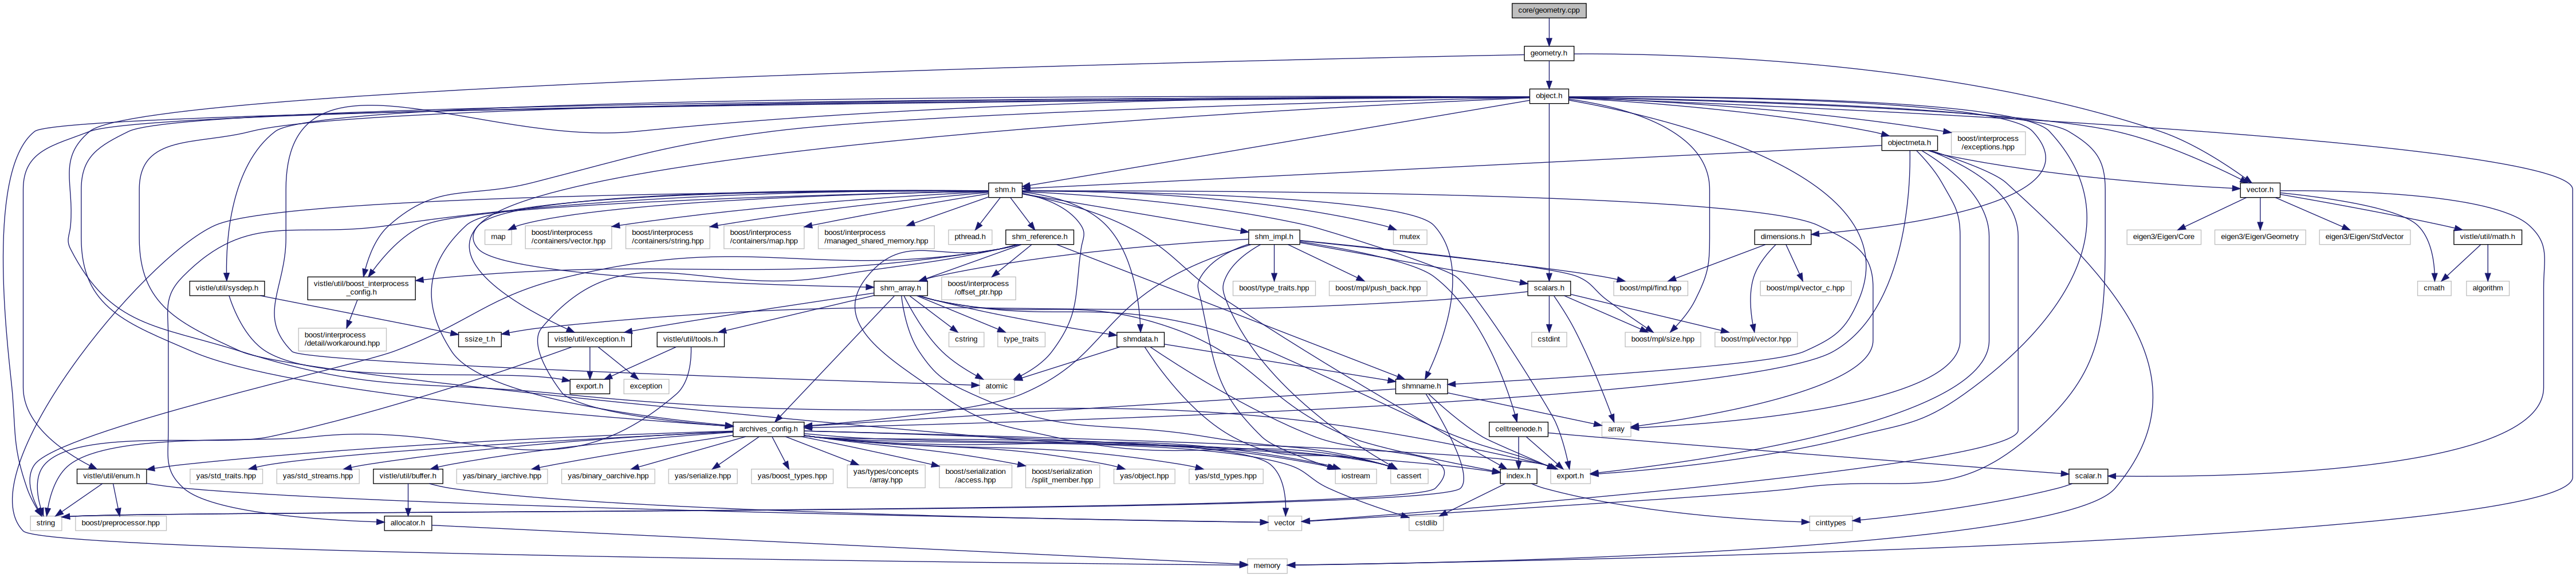 core/geometry.cpp
geometry.h
object.h
objectmeta.h
boost/interprocess
/exceptions.hpp
shm.h
vector.h
map
boost/interprocess
/containers/vector.hpp
boost/interprocess
/containers/string.hpp
boost/interprocess
/containers/map.hpp
boost/interprocess
/managed_shared_memory.hpp
pthread.h
shm_reference.h
shm_impl.h
mutex
dimensions.h
eigen3/Eigen/Core
eigen3/Eigen/Geometry
eigen3/Eigen/StdVector
vistle/util/math.h
vistle/util/sysdep.h
vistle/util/boost_interprocess
_config.h
shm_array.h
boost/interprocess
/offset_ptr.hpp
boost/type_traits.hpp
boost/mpl/push_back.hpp
scalars.h
boost/mpl/find.hpp
boost/mpl/vector_c.hpp
cmath
algorithm
boost/interprocess
/detail/workaround.hpp
ssize_t.h
vistle/util/exception.h
vistle/util/tools.h
cstring
type_traits
shmdata.h
cstdint
boost/mpl/size.hpp
boost/mpl/vector.hpp
export.h
exception
atomic
shmname.h
archives_config.h
celltreenode.h
array
vistle/util/enum.h
yas/std_traits.hpp
yas/std_streams.hpp
vistle/util/buffer.h
yas/binary_iarchive.hpp
yas/binary_oarchive.hpp
yas/serialize.hpp
yas/boost_types.hpp
yas/types/concepts
/array.hpp
boost/serialization
/access.hpp
boost/serialization
/split_member.hpp
yas/object.hpp
yas/std_types.hpp
iostream
cassert
index.h
export.h
scalar.h
string
boost/preprocessor.hpp
allocator.h
vector
cstdlib
cinttypes
memory